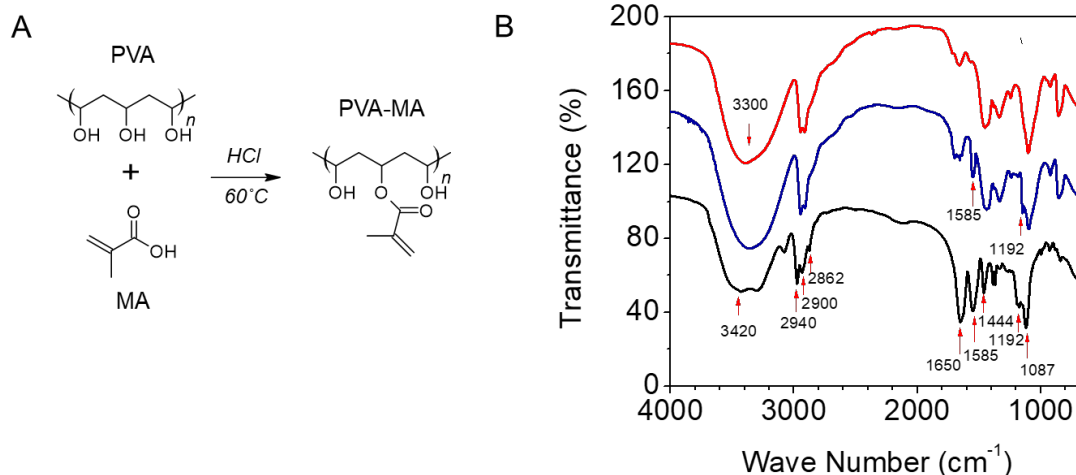 A
PVA
OH
OH
OH
n
+
O
OH
MA
HCl
60°C
PVA-MA
OH
O
OH
n
O
B
Transmittance (%)
200
160
120
80
40
0
3300
1585
1192
3420
2940
2900
2862
1650
1585
1444
1192
1087
4000
3000
2000
1000
Wave Number (cm-1)